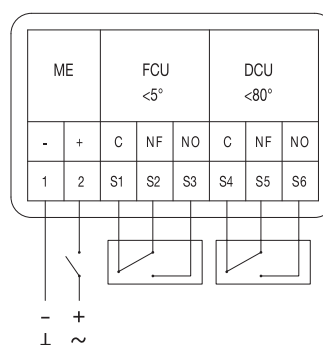 ME FCU DCU
<5° <80°
- + C NF NO C NF NO
1 2 S1 S2 S3 S4 S5 S6
- +
⊥ ~